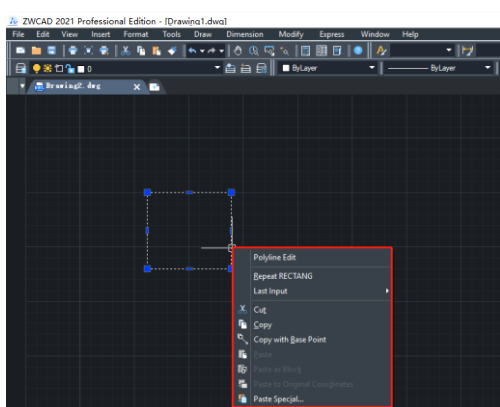 ZWCAD 2021 Professional Edition - [Drawing1.dwg]
File Edit View Insert Format Tools Draw Dimension Modify Express Window Help
0 ByLayer ByLayer
Drawing2.dwg
Polyline Edit
Repeat RECTANG
Last Input
Cut
Copy
Copy with Base Point
Paste
Paste as Block
Paste to Original Coordinates
Paste Special...